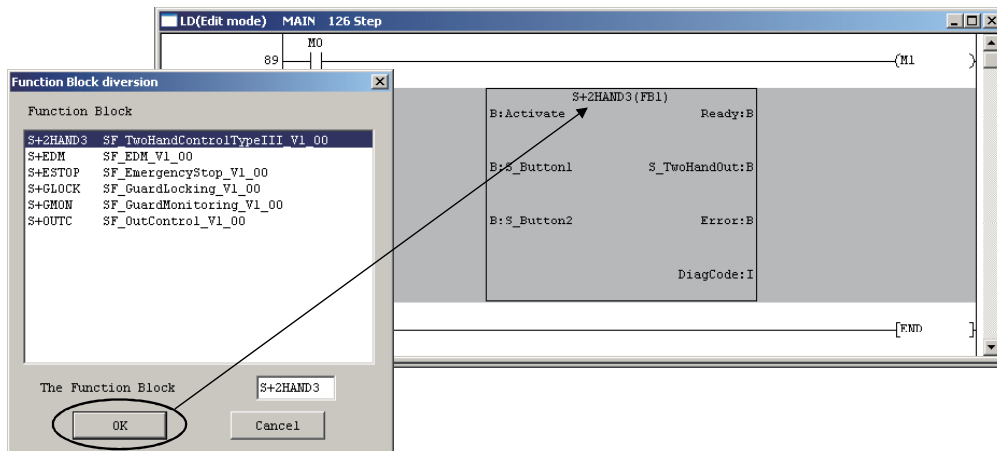 LD(Edit mode) MAIN 126 Step
M0
89
(M1 )
Function Block diversion
Function Block
S+2HAND3 SF_TwoHandControlTypeIII_V1_00
S+EDM SF_EDM_V1_00
S+ESTOP SF_EmergencyStop_V1_00
S+GLOCK SF_GuardLocking_V1_00
S+GMON SF_GuardMonitoring_V1_00
S+OUTC SF_OutControl_V1_00
The Function Block S+2HAND3
OK Cancel
S+2HAND3(FB1)
B:Activate Ready:B
B:S_Button1 S_TwoHandOut:B
B:S_Button2 Error:B
DiagCode:I
[END ]